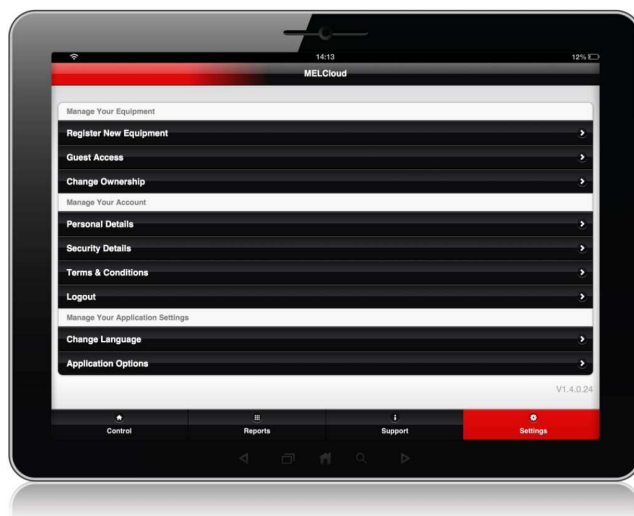 14:13
12%
MELCloud
Manage Your Equipment
Register New Equipment
Guest Access
Change Ownership
Manage Your Account
Personal Details
Security Details
Terms & Conditions
Logout
Manage Your Application Settings
Change Language
Application Options
V1.4.0.24
Control Reports Support Settings